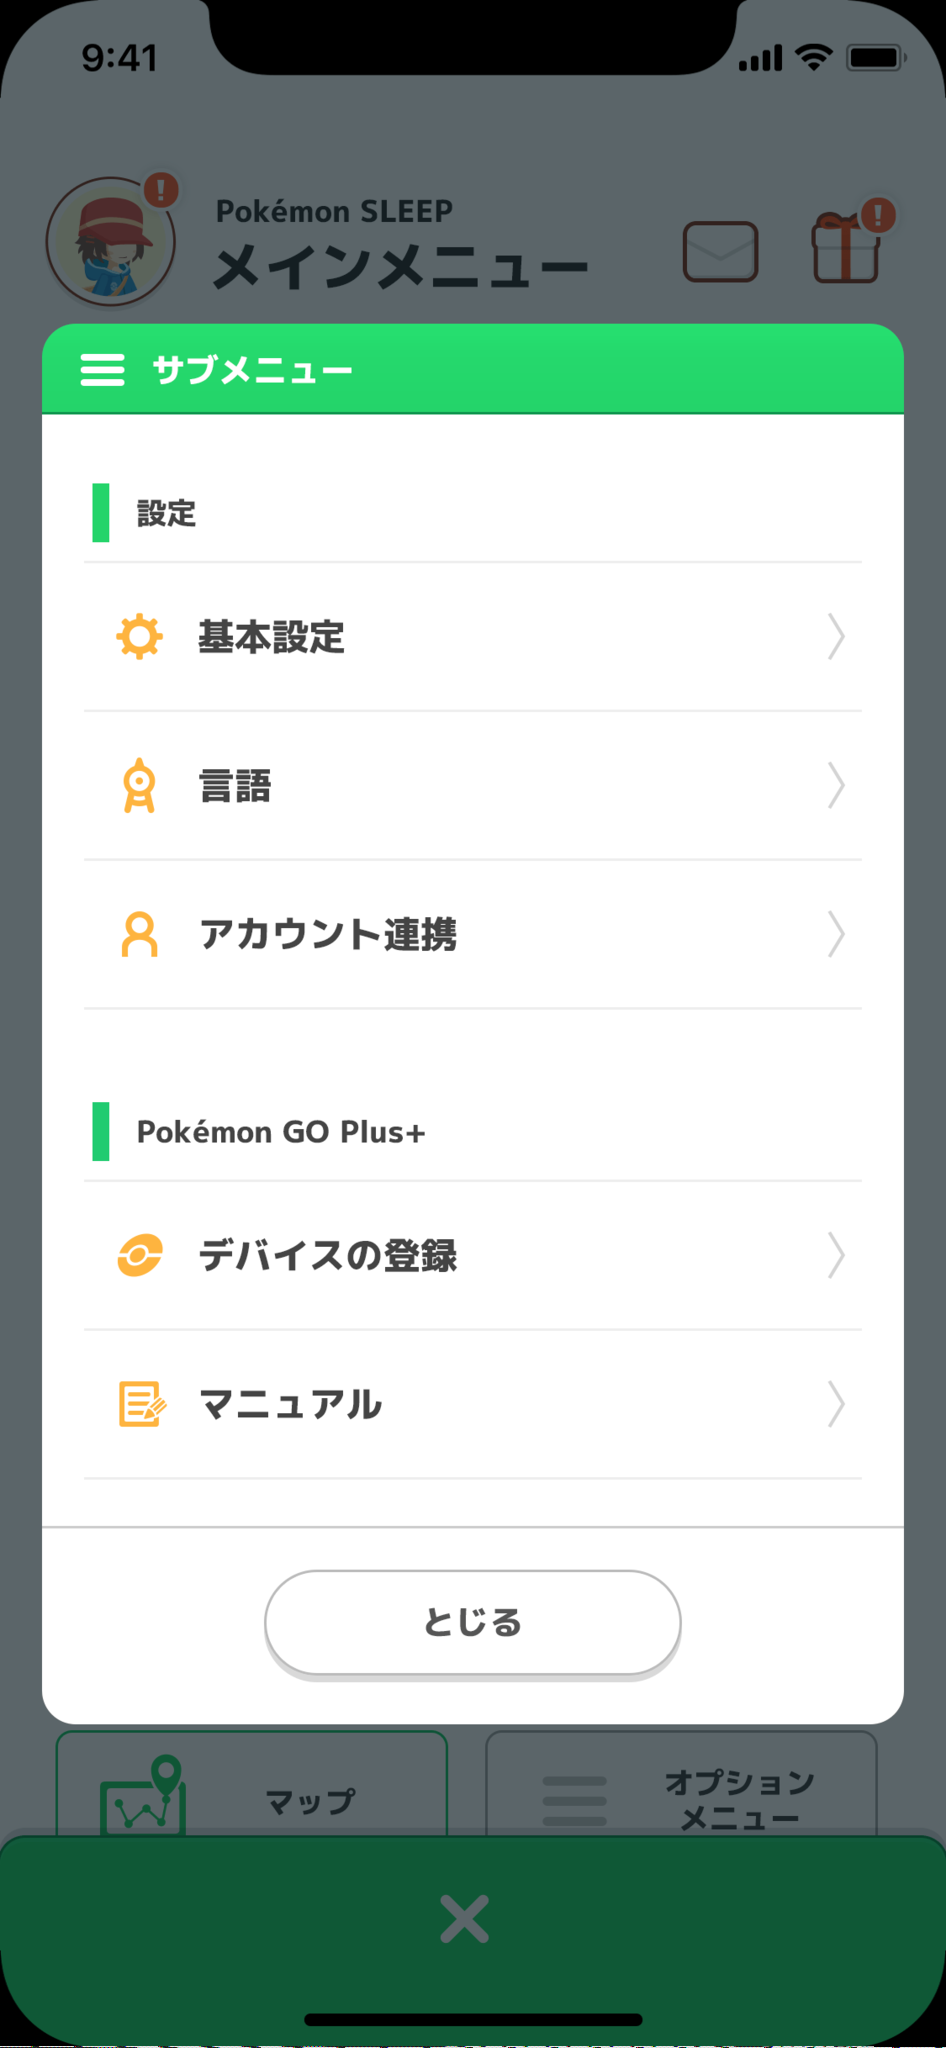 9:41
Pokémon SLEEP
メインメニュー
サブメニュー
設定
基本設定
言語
アカウント連携
Pokémon GO Plus+
デバイスの登録
マニュアル
とじる
マップ
オプション
メニュー